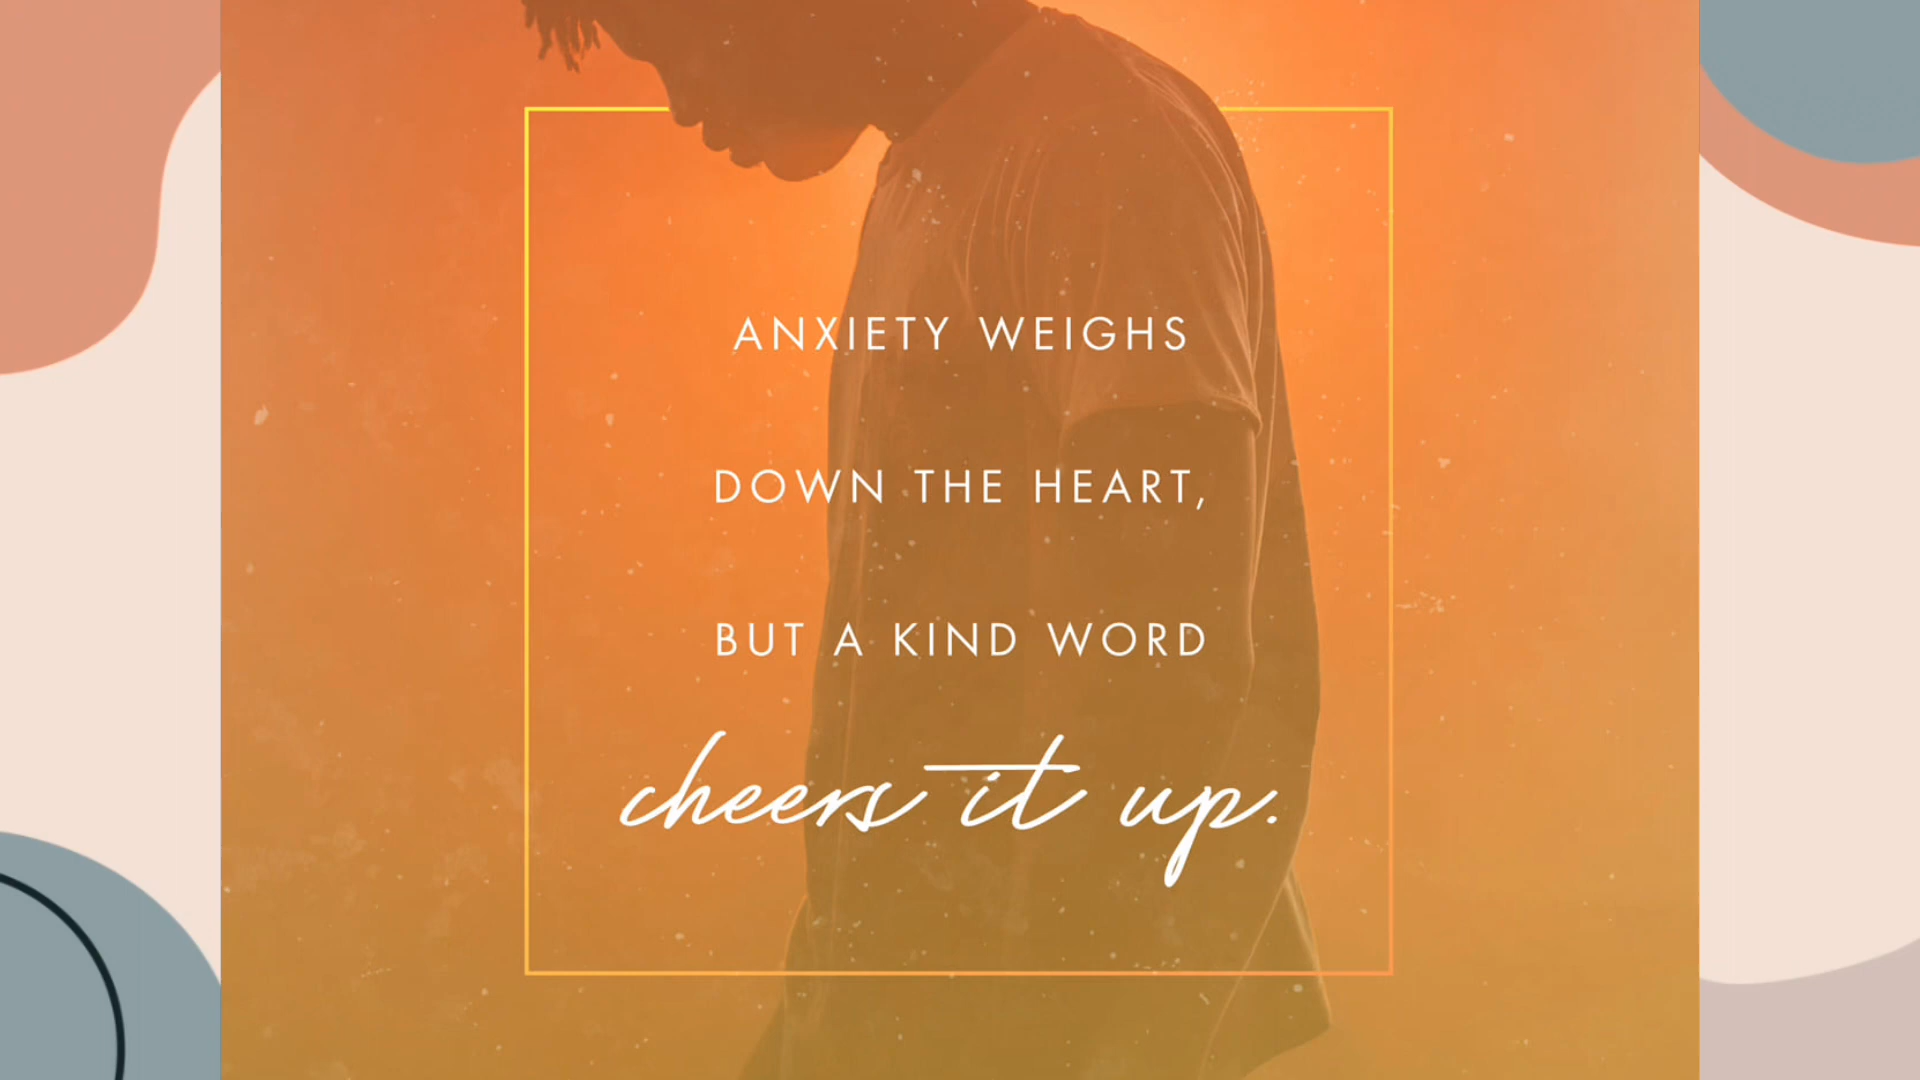 ANXIETY WEIGHS
DOWN THE HEART,
BUT A KIND WORD
cheers it up.